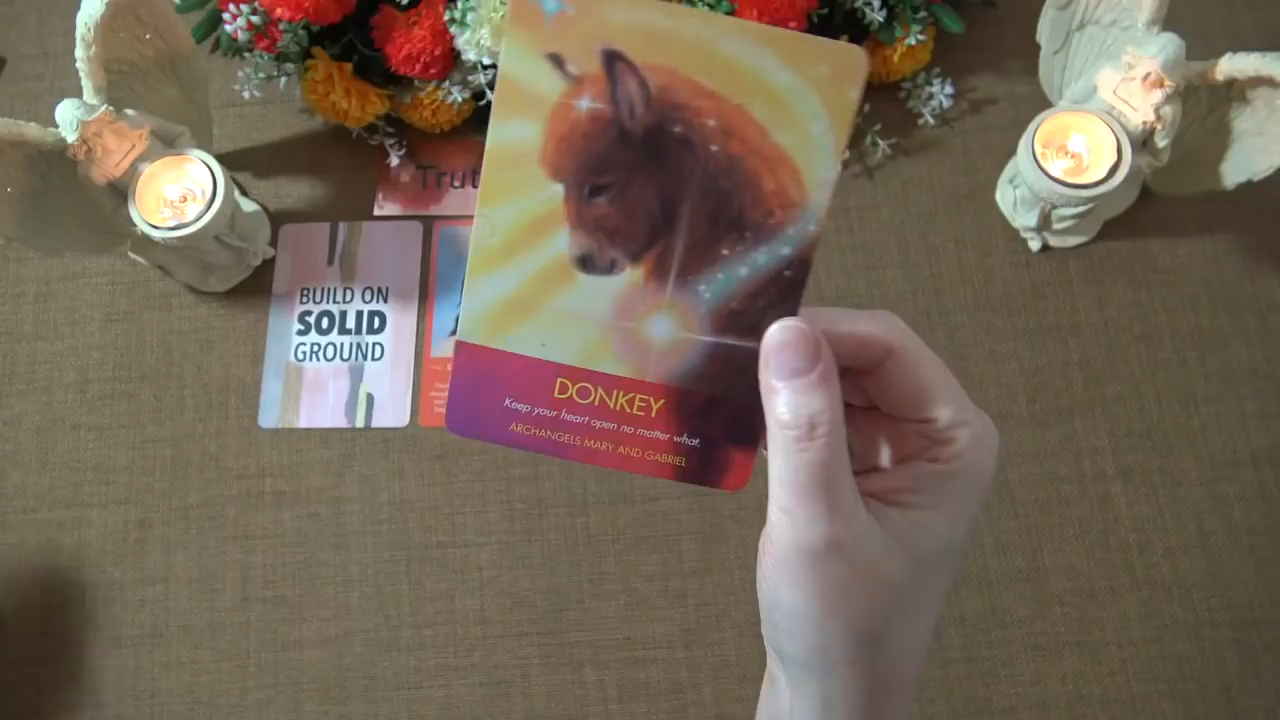 Trut
BUILD ON
SOLID
GROUND
DONKEY
Keep your heart open no matter what.
ARCHANGELS MARY AND GABRIEL